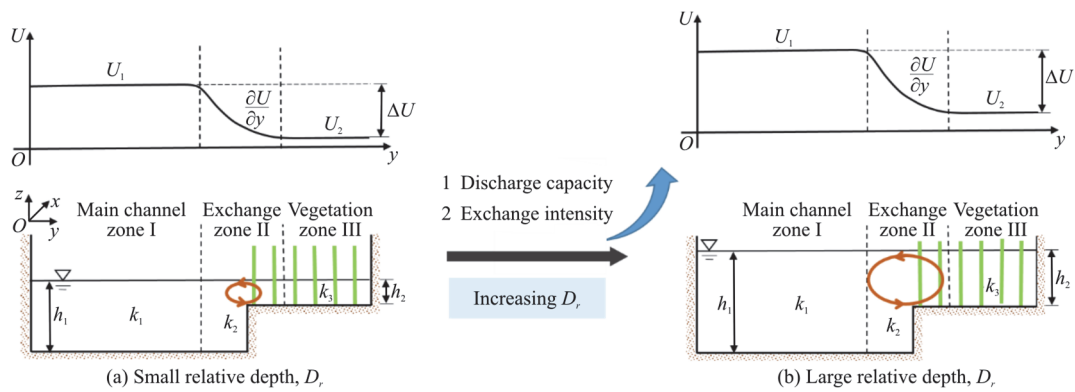 U
U₁
∂U
∂y
ΔU
U₂
O
y
z
x
O
y
Main channel
zone I
Exchange
zone II
Vegetation
zone III
h₁
k₁
k₂
k₃
h₂
(a) Small relative depth, Dᵣ
1 Discharge capacity
2 Exchange intensity
Increasing Dᵣ
U
U₁
∂U
∂y
ΔU
U₂
O
y
Main channel
zone I
Exchange
zone II
Vegetation
zone III
h₁
k₁
k₂
k₃
h₂
(b) Large relative depth, Dᵣ